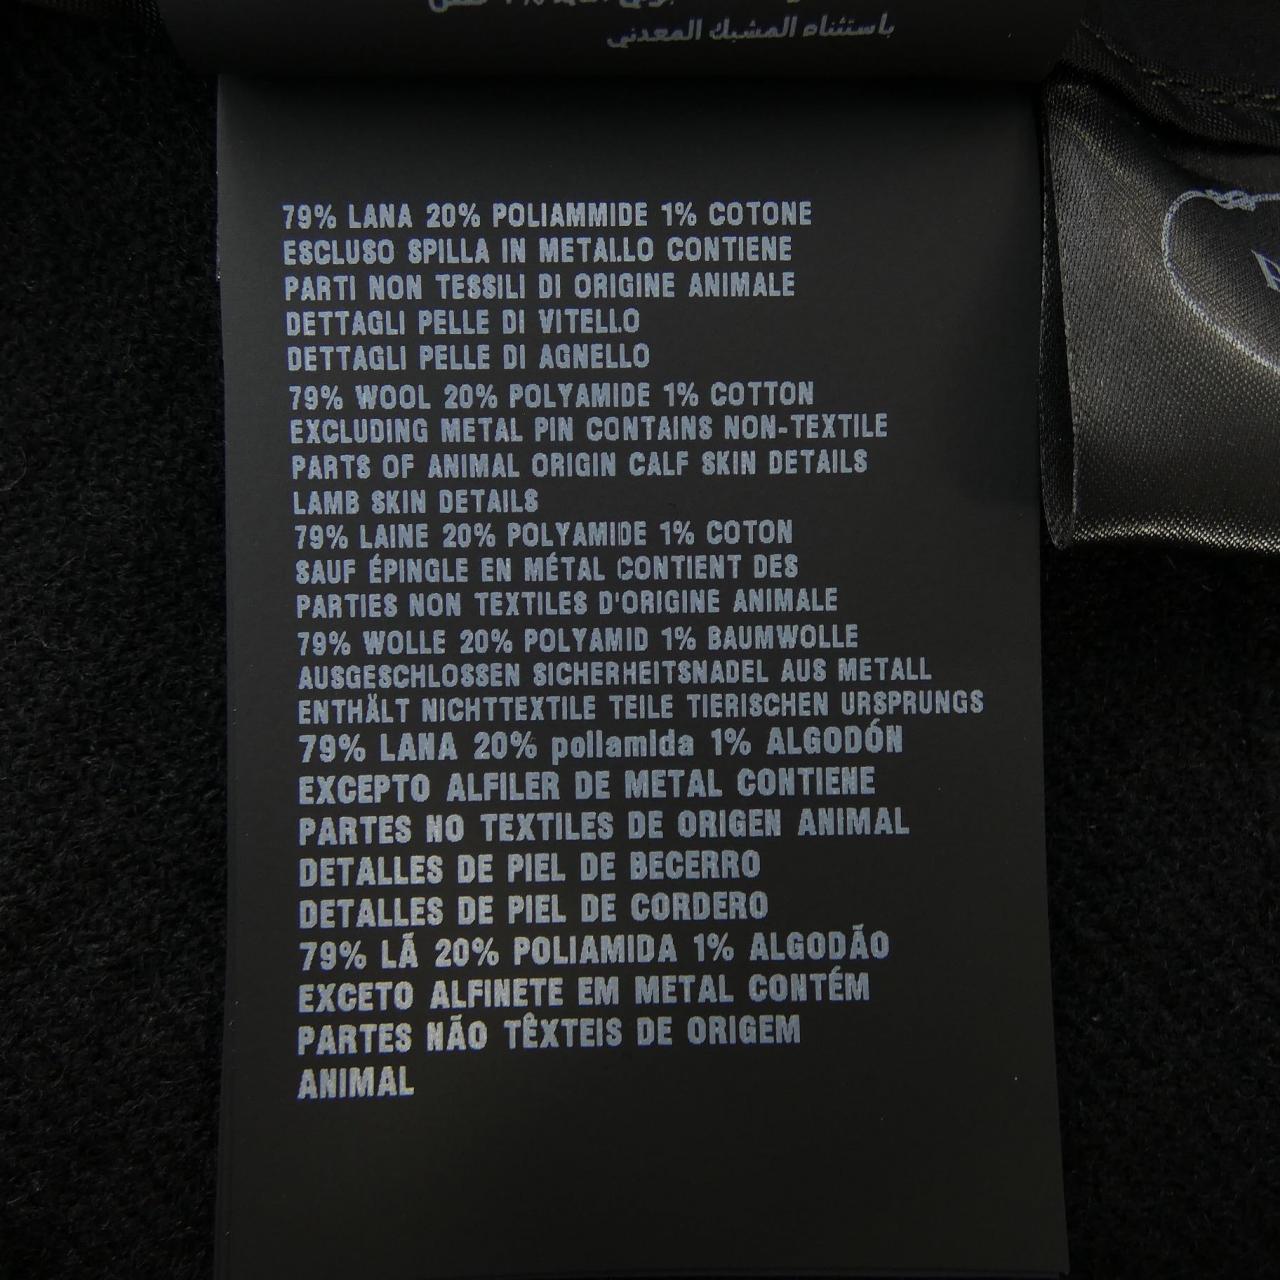 باستثناء المشبك المعدني
79% LANA 20% POLIAMMIDE 1% COTONE
ESCLUSO SPILLA IN METALLO CONTIENE
PARTI NON TESSILI DI ORIGINE ANIMALE
DETTAGLI PELLE DI VITELLO
DETTAGLI PELLE DI AGNELLO
79% WOOL 20% POLYAMIDE 1% COTTON
EXCLUDING METAL PIN CONTAINS NON-TEXTILE
PARTS OF ANIMAL ORIGIN CALF SKIN DETAILS
LAMB SKIN DETAILS
79% LAINE 20% POLYAMIDE 1% COTON
SAUF ÉPINGLE EN MÉTAL CONTIENT DES
PARTIES NON TEXTILES D'ORIGINE ANIMALE
79% WOLLE 20% POLYAMID 1% BAUMWOLLE
AUSGESCHLOSSEN SICHERHEITSNADEL AUS METALL
ENTHÄLT NICHTTEXTILE TEILE TIERISCHEN URSPRUNGS
79% LANA 20% poliamida 1% ALGODÓN
EXCEPTO ALFILER DE METAL CONTIENE
PARTES NO TEXTILES DE ORIGEN ANIMAL
DETALLES DE PIEL DE BECERRO
DETALLES DE PIEL DE CORDERO
79% LÃ 20% POLIAMIDA 1% ALGODÃO
EXCETO ALFINETE EM METAL CONTÉM
PARTES NÃO TÊXTEIS DE ORIGEM
ANIMAL